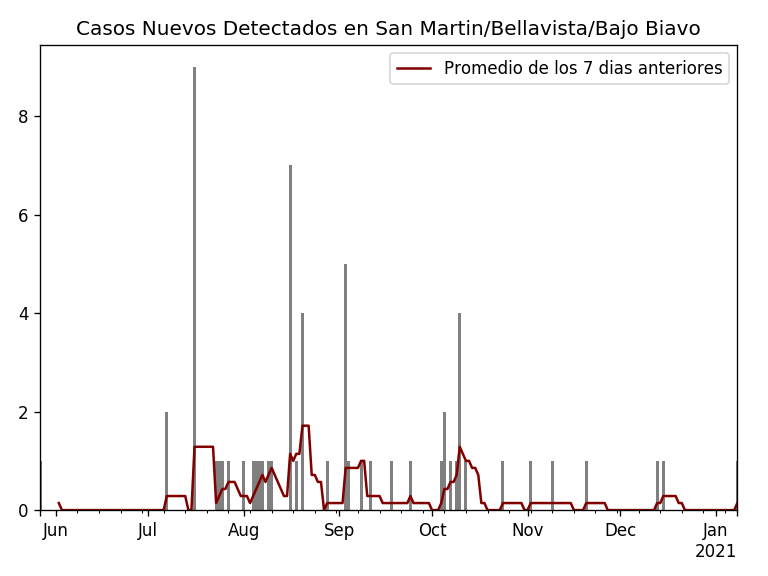 Casos Nuevos Detectados en San Martin/Bellavista/Bajo Biavo
Promedio de los 7 dias anteriores
8
6
4
2
0
Jun Jul Aug Sep Oct Nov Dec Jan
2021